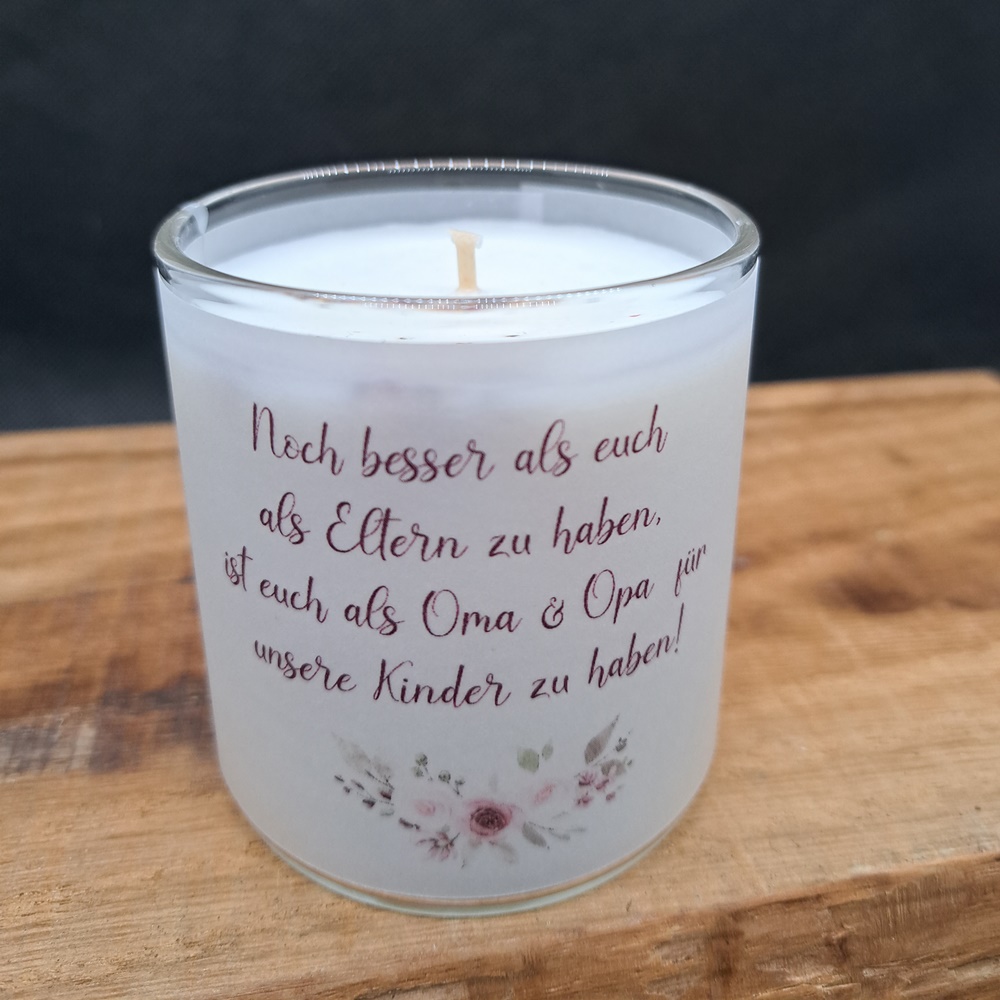 Noch besser als euch
als Eltern zu haben,
ist euch als Oma & Opa für
unsere Kinder zu haben!